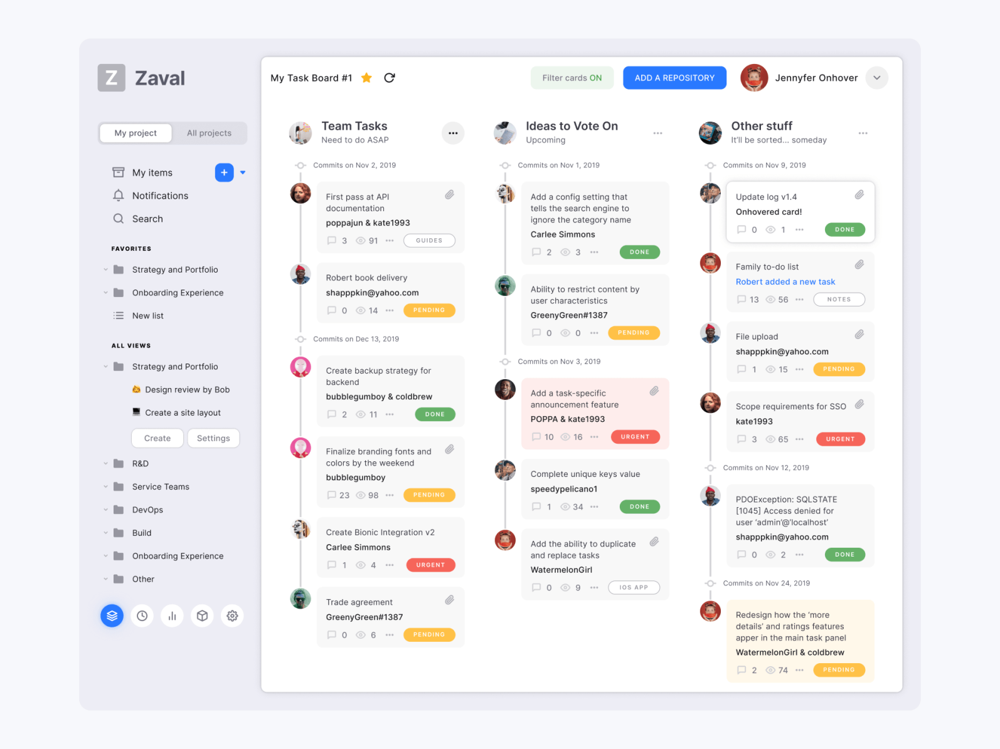 Z Zaval
My project All projects
My items +
Notifications
Search
FAVORITES
Strategy and Portfolio
Onboarding Experience
New list
ALL VIEWS
Strategy and Portfolio
Design review by Bob
Create a site layout
Create Settings
R&D
Service Teams
DevOps
Build
Onboarding Experience
Other
My Task Board #1
Filter cards ON
ADD A REPOSITORY
Jennyfer Onhover
Team Tasks
Need to do ASAP
Commits on Nov 2, 2019
First pass at API
documentation
poppajun & kate1993
3 91 GUIDES
Robert book delivery
shapppkin@yahoo.com
0 14 PENDING
Commits on Dec 13, 2019
Create backup strategy for
backend
bubblegumboy & coldbrew
2 11 DONE
Finalize branding fonts and
colors by the weekend
bubblegumboy
23 98 PENDING
Create Bionic Integration v2
Carlee Simmons
1 4 URGENT
Trade agreement
GreenyGreen#1387
0 6 PENDING
Ideas to Vote On
Upcoming
Commits on Nov 1, 2019
Add a config setting that
tells the search engine to
ignore the category name
Carlee Simmons
2 3 DONE
Ability to restrict content by
user characteristics
GreenyGreen#1387
0 0 PENDING
Commits on Nov 3, 2019
Add a task-specific
announcement feature
POPPA & kate1993
10 16 URGENT
Complete unique keys value
speedypelicano1
1 34 DONE
Add the ability to duplicate
and replace tasks
WatermelonGirl
0 9 IOS APP
Other stuff
It’ll be sorted... someday
Commits on Nov 9, 2019
Update log v1.4
Onhovered card!
0 1 DONE
Family to-do list
Robert added a new task
13 56 NOTES
File upload
shapppkin@yahoo.com
1 15 PENDING
Scope requirements for SSO
kate1993
3 65 URGENT
Commits on Nov 12, 2019
PDOException: SQLSTATE
[1045] Access denied for
user ‘admin’@’localhost’
shapppkin@yahoo.com
0 2 DONE
Commits on Nov 24, 2019
Redesign how the ‘more
details’ and ratings features
apper in the main task panel
WatermelonGirl & coldbrew
2 74 PENDING